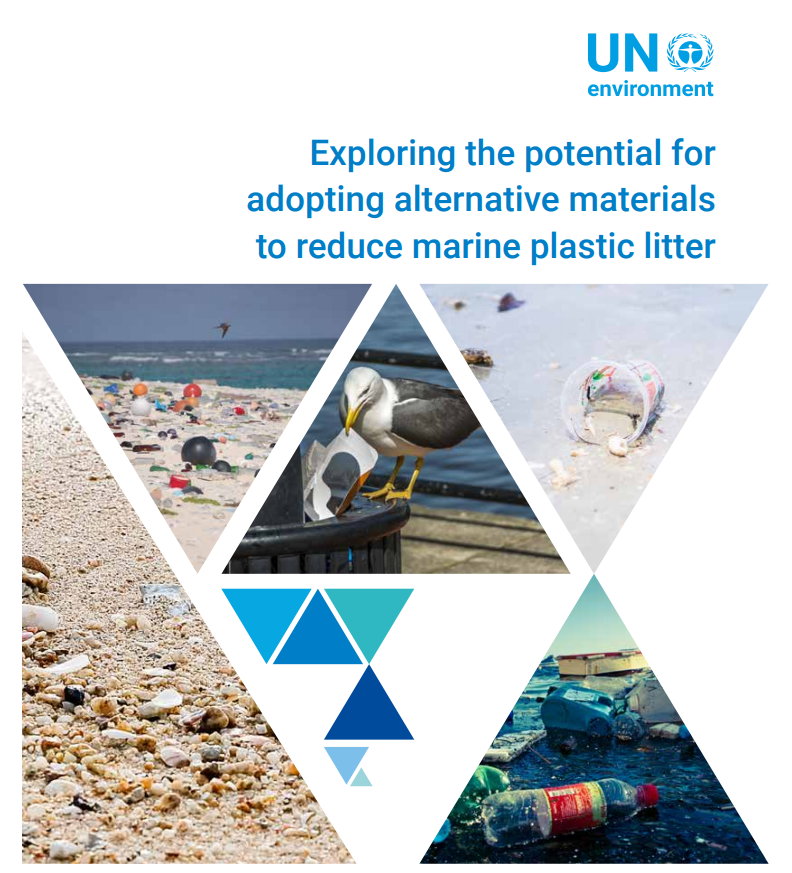 UN
environment
Exploring the potential for
adopting alternative materials
to reduce marine plastic litter